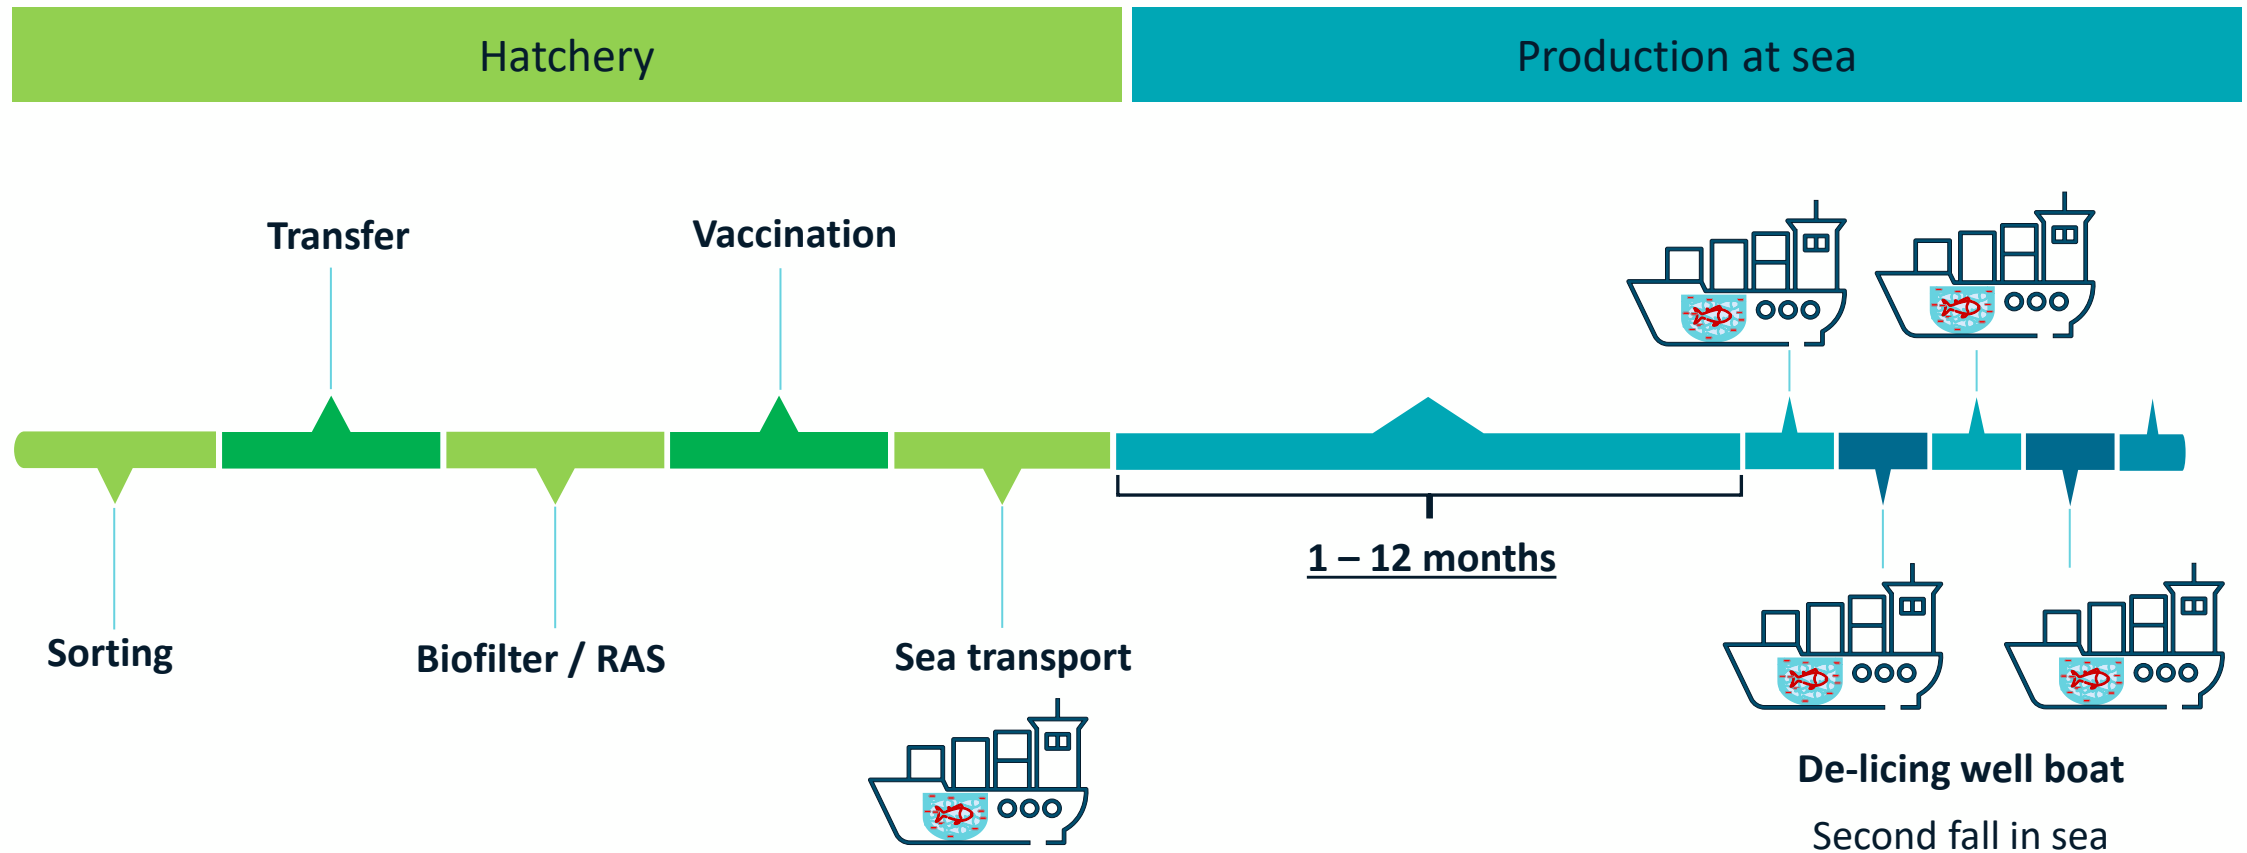 Hatchery
Production at sea
Transfer
Vaccination
1 – 12 months
Sorting
Biofilter / RAS
Sea transport
De-licing well boat
Second fall in sea